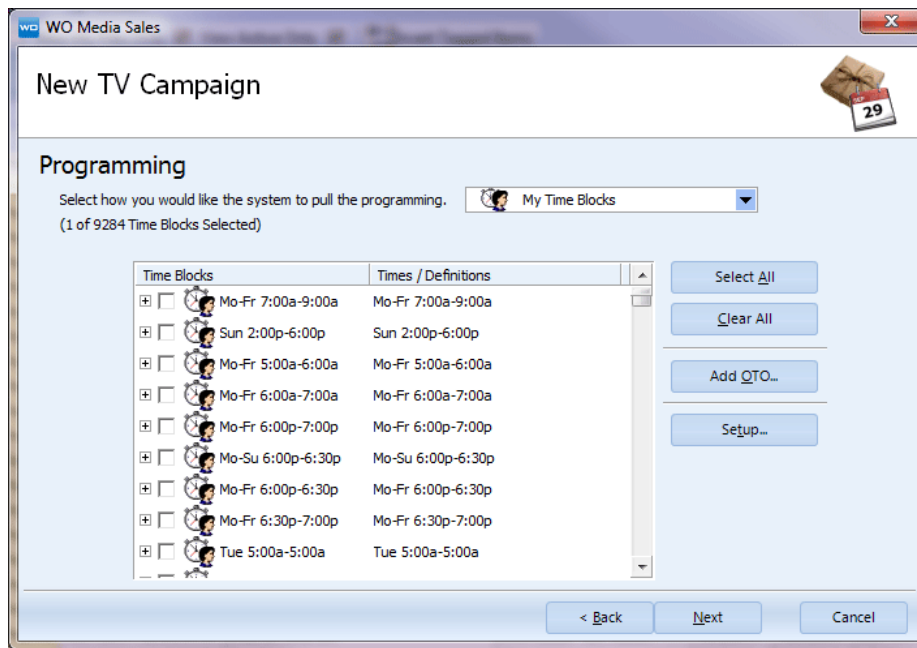 WO WO Media Sales
New TV Campaign
SEP
29
Programming
Select how you would like the system to pull the programming. My Time Blocks
(1 of 9284 Time Blocks Selected)
Time Blocks Times / Definitions
Mo-Fr 7:00a-9:00a Mo-Fr 7:00a-9:00a
Sun 2:00p-6:00p Sun 2:00p-6:00p
Mo-Fr 5:00a-6:00a Mo-Fr 5:00a-6:00a
Mo-Fr 6:00a-7:00a Mo-Fr 6:00a-7:00a
Mo-Fr 6:00p-7:00p Mo-Fr 6:00p-7:00p
Mo-Su 6:00p-6:30p Mo-Su 6:00p-6:30p
Mo-Fr 6:00p-6:30p Mo-Fr 6:00p-6:30p
Mo-Fr 6:30p-7:00p Mo-Fr 6:30p-7:00p
Tue 5:00a-5:00a Tue 5:00a-5:00a
Select All
Clear All
Add OTO...
Setup...
< Back Next Cancel